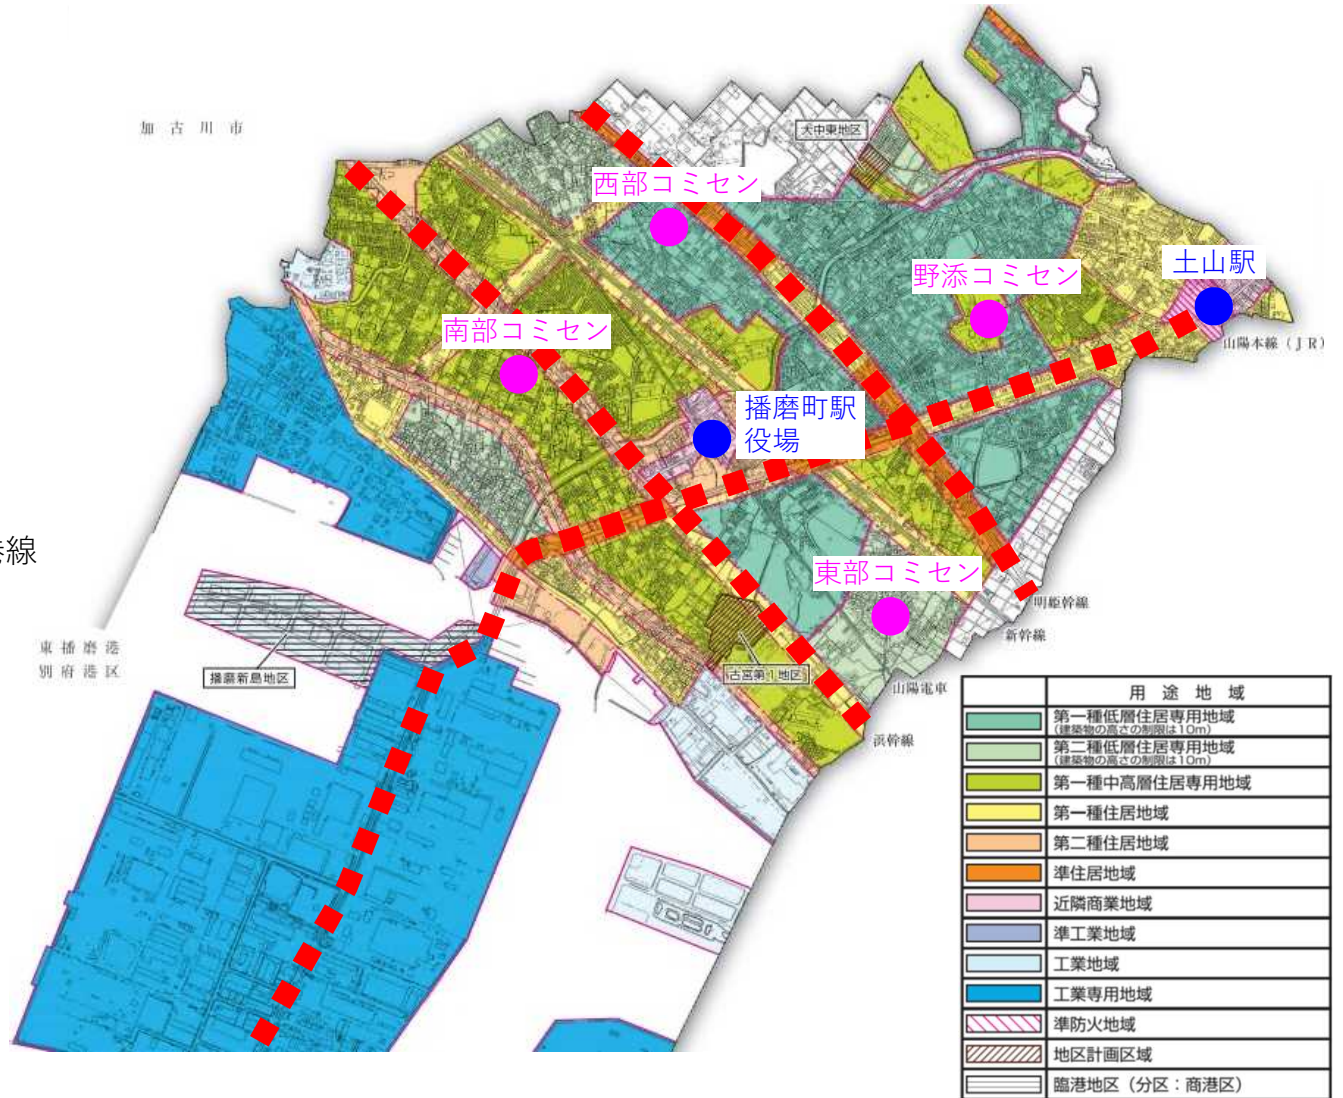 加古川市
大中東地区
西部コミセン
野添コミセン
土山駅
南部コミセン
山陽本線(JR)
播磨町駅
役場
港線
東部コミセン
明姫幹線
新幹線
東播磨港
別府港区
播磨新島地区
古宮第1地区
山陽電車
浜幹線
用途地域
第一種低層住居専用地域
(建築物の高さの制限は10m)
第二種低層住居専用地域
(建築物の高さの制限は10m)
第一種中高層住居専用地域
第一種住居地域
第二種住居地域
準住居地域
近隣商業地域
準工業地域
工業地域
工業専用地域
準防火地域
地区計画区域
臨港地区(分区:商港区)